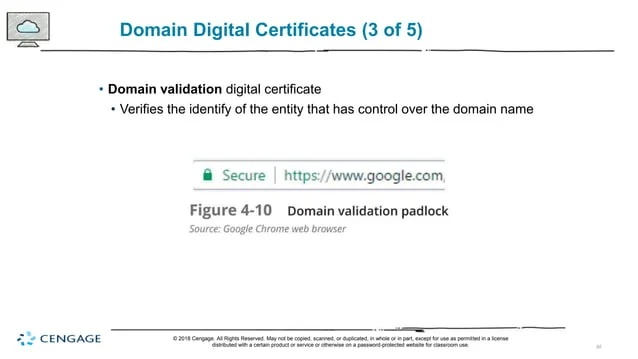 Domain Digital Certificates (3 of 5)
• Domain validation digital certificate
• Verifies the identify of the entity that has control over the domain name
Secure | https://www.google.com
Figure 4-10 Domain validation padlock
Source: Google Chrome web browser
CENGAGE
© 2018 Cengage. All Rights Reserved. May not be copied, scanned, or duplicated, in whole or in part, except for use as permitted in a license
distributed with a certain product or service or otherwise on a password-protected website for classroom use.